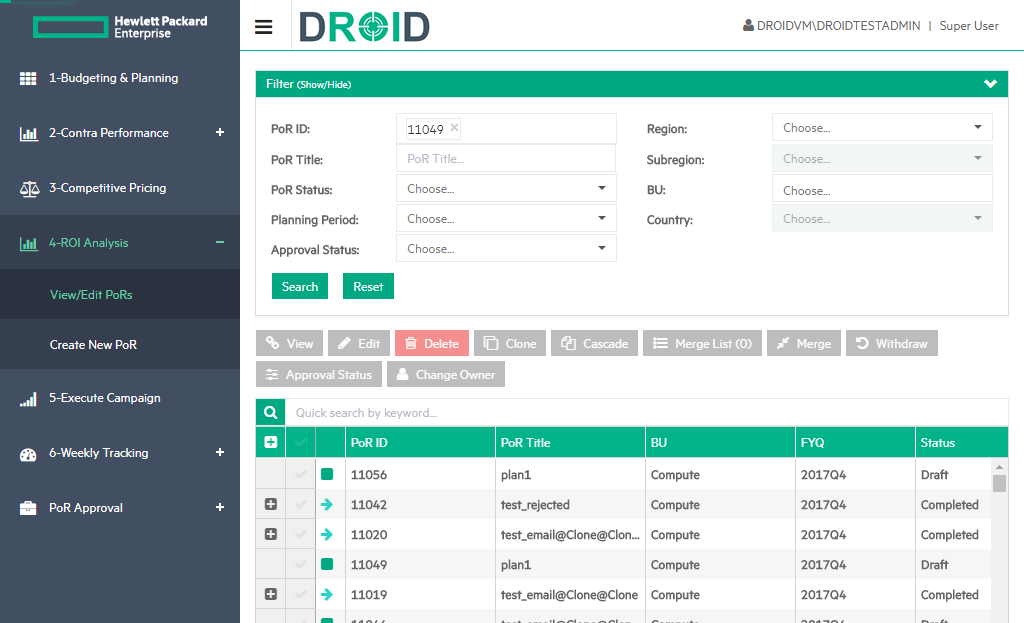 Hewlett Packard
Enterprise
1-Budgeting & Planning
2-Contra Performance +
3-Competitive Pricing
4-ROI Analysis −
View/Edit PoRs
Create New PoR
5-Execute Campaign
6-Weekly Tracking +
PoR Approval +
DROID
DROIDVM\DROIDTESTADMIN | Super User
Filter (Show/Hide)
PoR ID: 11049 × Region: Choose...
PoR Title: PoR Title... Subregion: Choose...
PoR Status: Choose... BU: Choose...
Planning Period: Choose... Country: Choose...
Approval Status: Choose...
Search Reset
View Edit Delete Clone Cascade Merge List (0) Merge Withdraw
Approval Status Change Owner
Quick search by keyword...
PoR ID PoR Title BU FYQ Status
11056 plan1 Compute 2017Q4 Draft
11042 test_rejected Compute 2017Q4 Completed
11020 test_email@Clone@Clon... Compute 2017Q4 Completed
11049 plan1 Compute 2017Q4 Draft
11019 test_email@Clone@Clone Compute 2017Q4 Completed